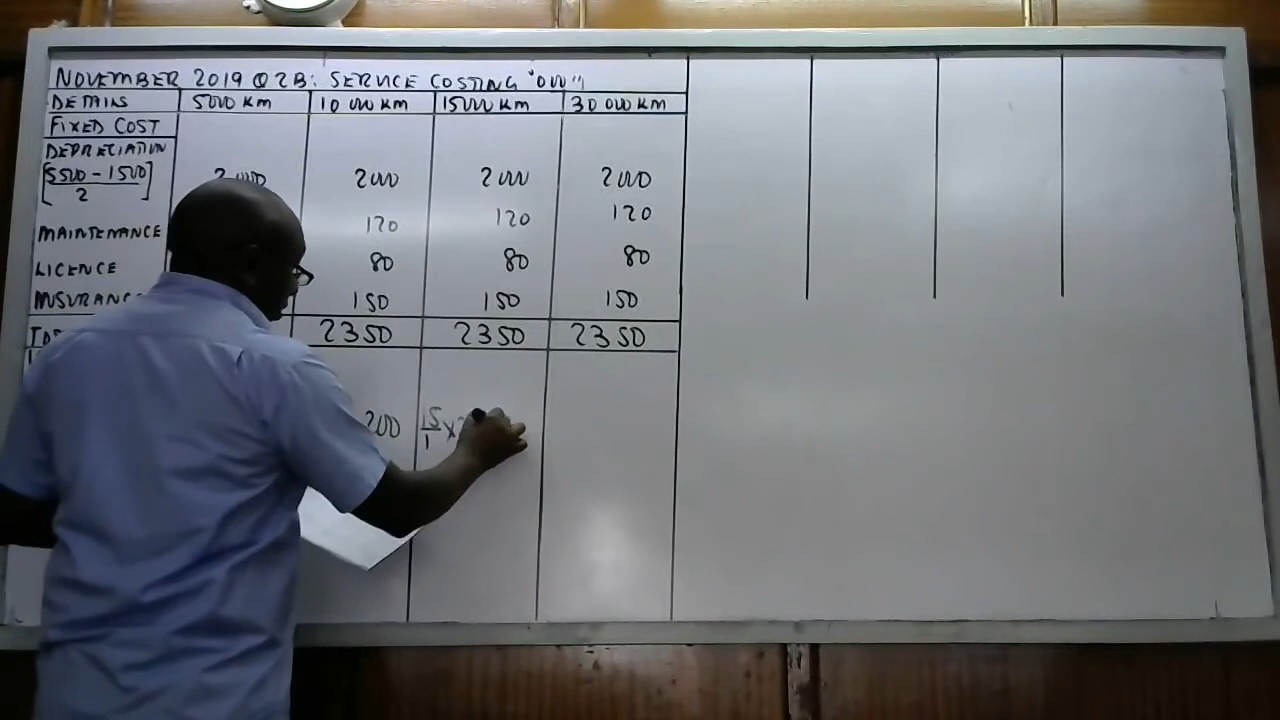 NOVEMBER 2019 Q2B: SERVICE COSTING '000''
DETAILS 5000 KM 10 000 KM 15000 KM 30 000 KM
FIXED COST
DEPRECIATION
[5500 - 1500] 2000 2000 2000 2000
2
MAINTENANCE 120 120 120
LICENCE 80 80 80
INSURANC 150 150 150
2350 2350 2350
200 15/1 x